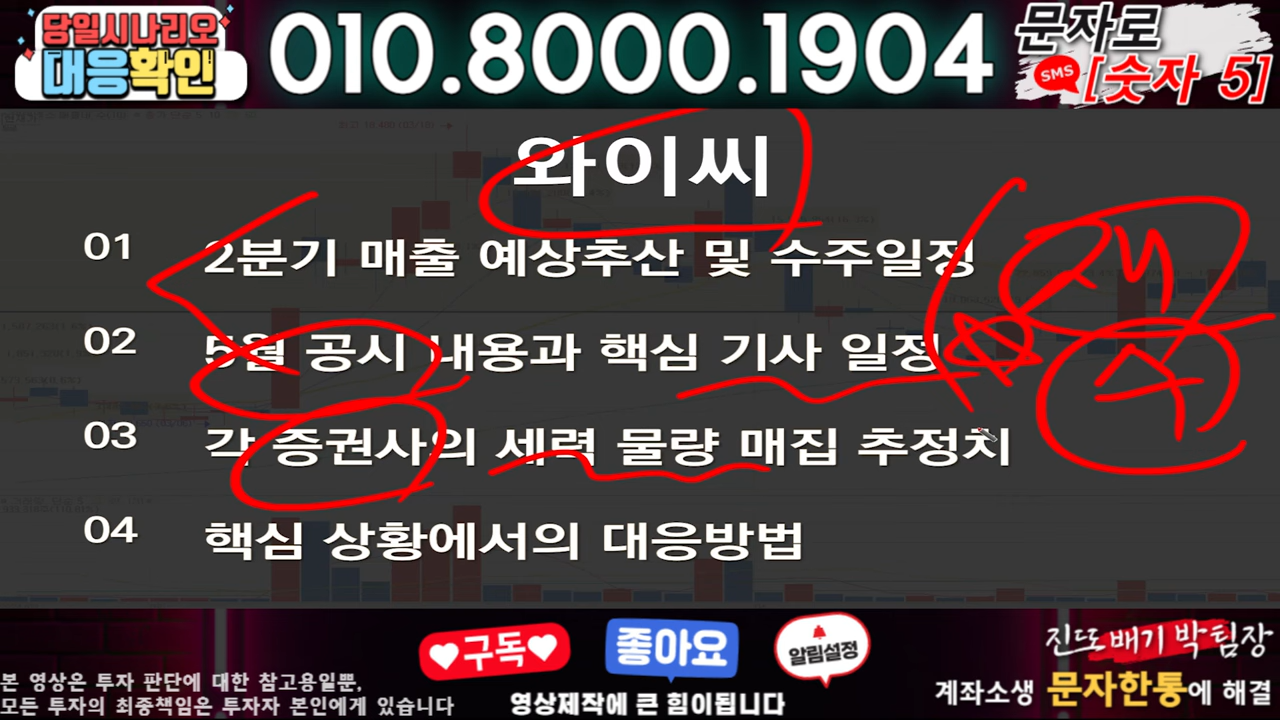 당일시나리오
대응확인
010.8000.1904
문자로
SMS
[숫자 5]
와이씨
01 2분기 매출 예상추산 및 수주일정
02 5월 공시 내용과 핵심 기사 일정
03 각 증권사의 세력 물량 매집 추정치
04 핵심 상황에서의 대응방법
구독
좋아요
알림설정
영상제작에 큰 힘이됩니다
본 영상은 투자 판단에 대한 참고용일뿐,
모든 투자의 최종책임은 투자자 본인에게 있습니다
진또배기 박팀장
계좌소생 문자한통에 해결